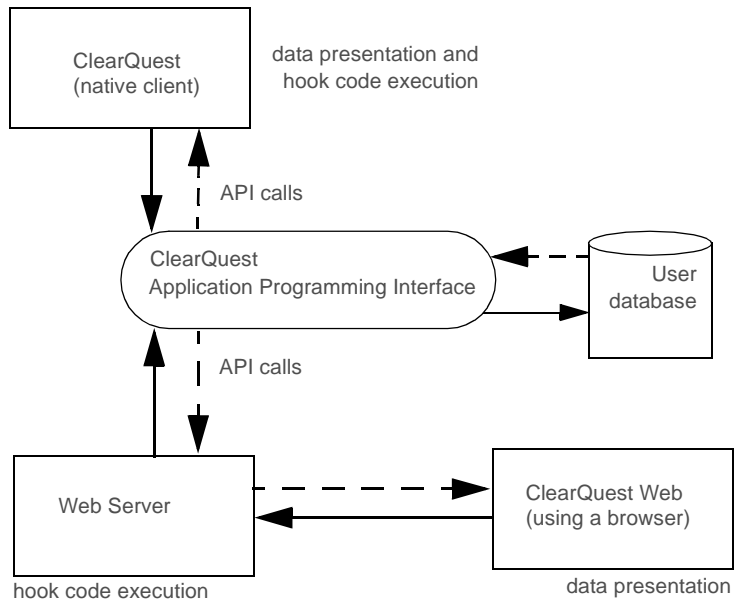 ClearQuest
(native client)
data presentation and
hook code execution
API calls
ClearQuest
Application Programming Interface
User
database
API calls
Web Server
ClearQuest Web
(using a browser)
hook code execution
data presentation